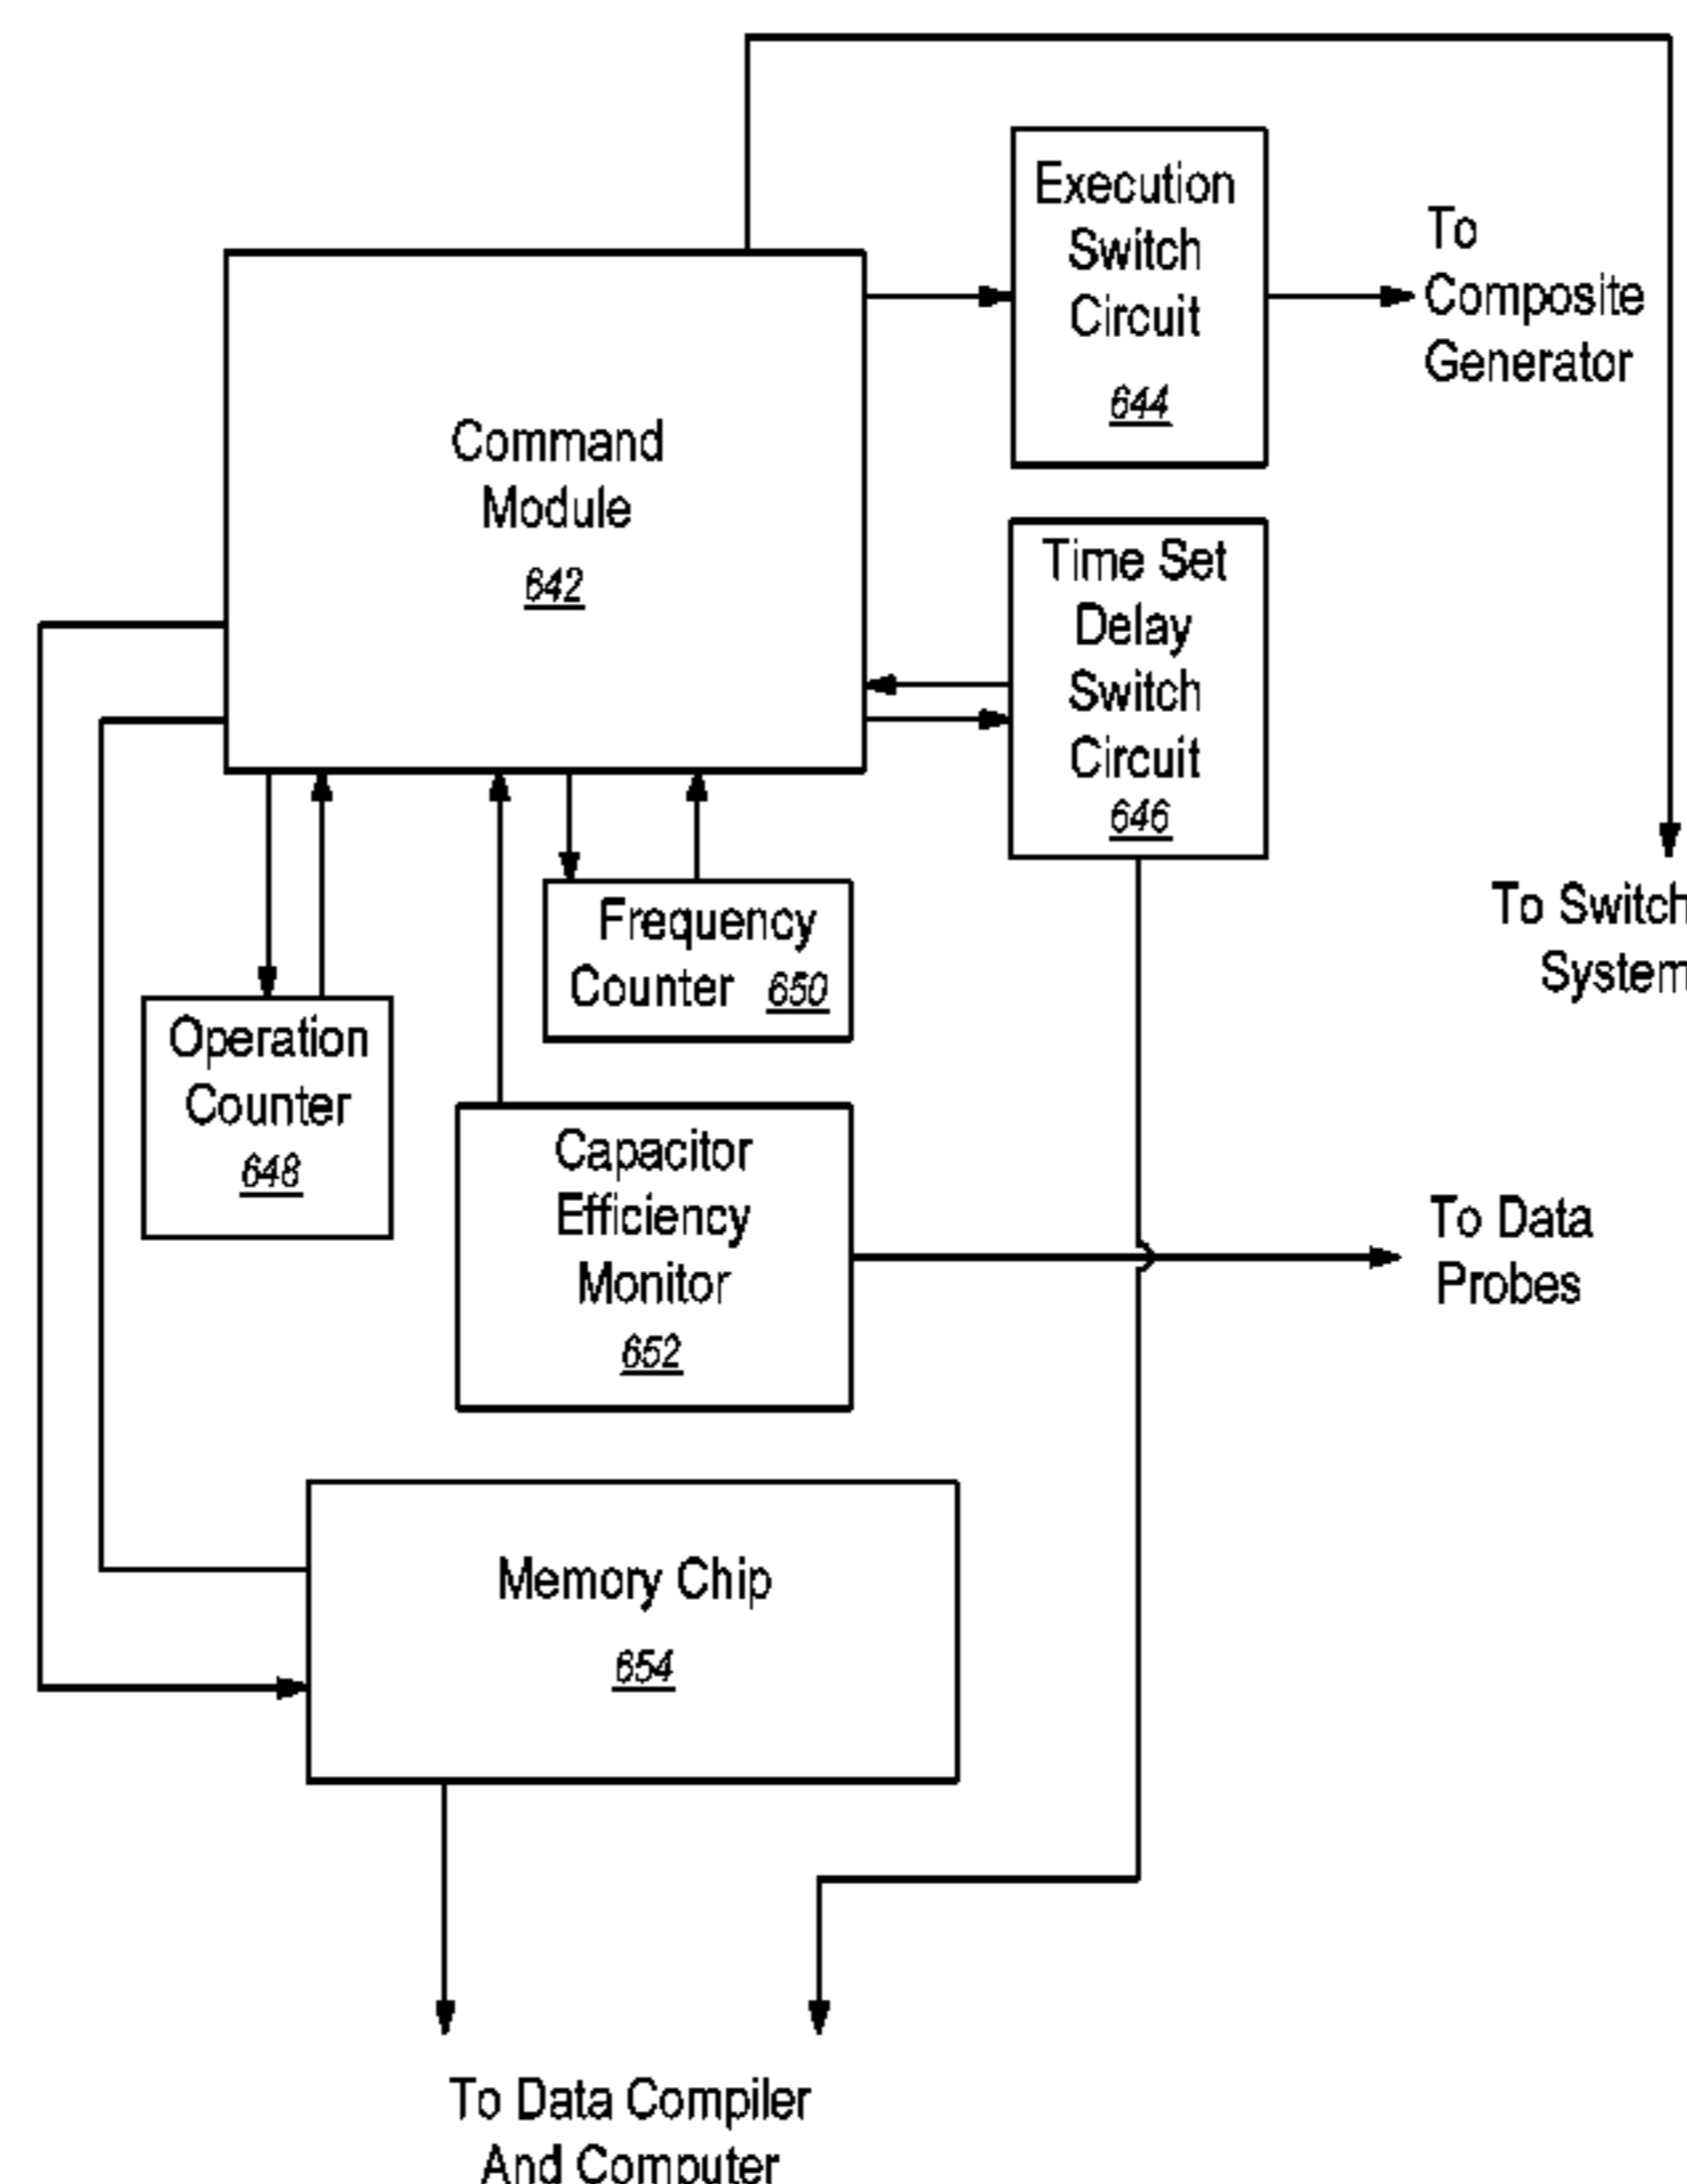 Execution
Switch
Circuit
644
To
Composite
Generator
Command
Module
642
Time Set
Delay
Switch
Circuit
646
To Switch
System
Frequency
Counter 650
Operation
Counter
648
Capacitor
Efficiency
Monitor
652
To Data
Probes
Memory Chip
654
To Data Compiler
And Computer